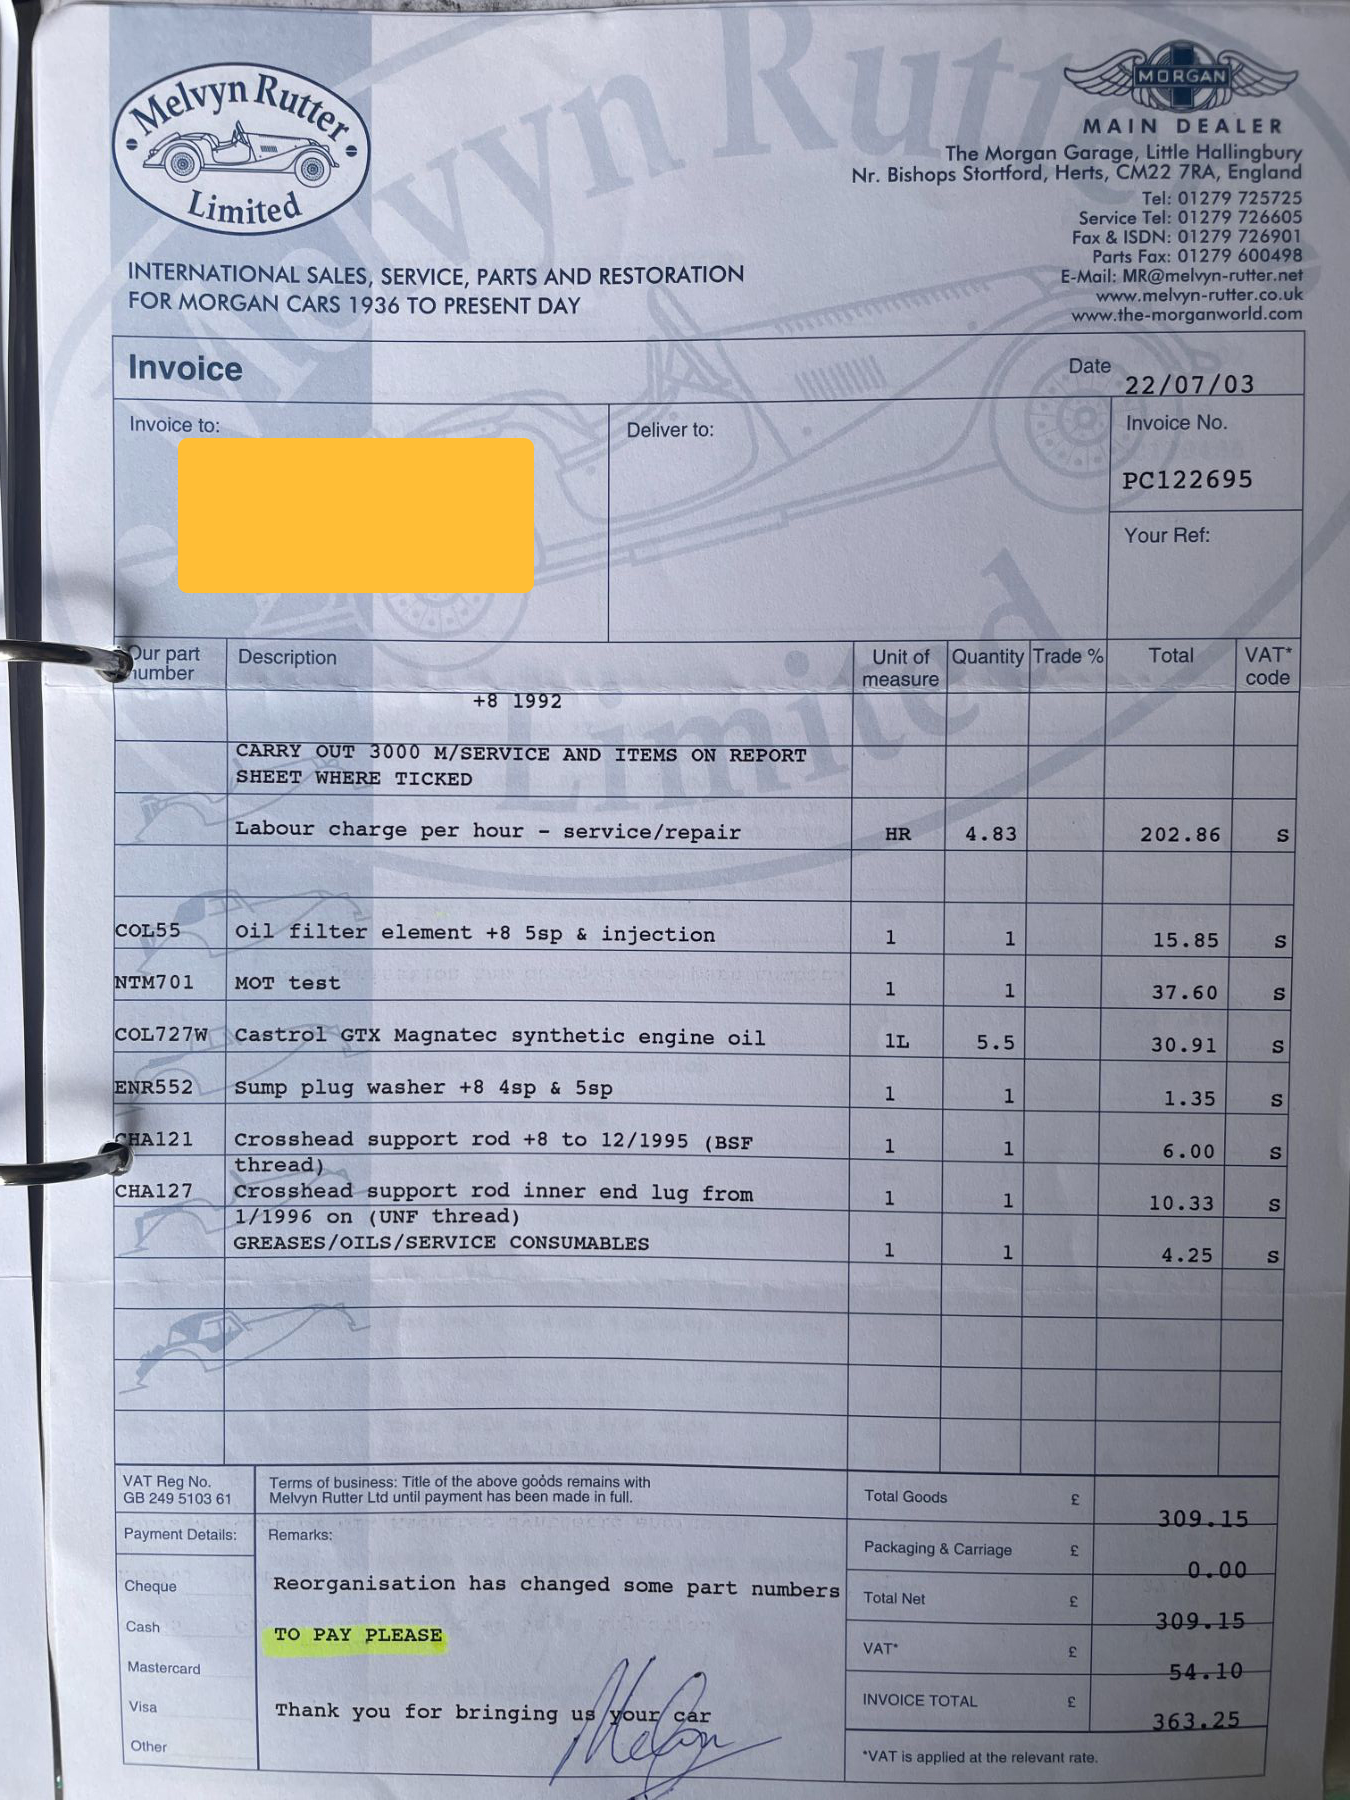 Melvyn Rutter
Limited
MORGAN
MAIN DEALER
The Morgan Garage, Little Hallingbury
Nr. Bishops Stortford, Herts, CM22 7RA, England
Tel: 01279 725725
Service Tel: 01279 726605
Fax & ISDN: 01279 726901
Parts Fax: 01279 600498
E-Mail: MR@melvyn-rutter.net
www.melvyn-rutter.co.uk
www.the-morganworld.com
INTERNATIONAL SALES, SERVICE, PARTS AND RESTORATION
FOR MORGAN CARS 1936 TO PRESENT DAY
Melvyn Rutter
Limited
Invoice
Date 22/07/03
Invoice to:
Deliver to:
Invoice No.
PC122695
Your Ref:
Our part number Description Unit of measure Quantity Trade % Total VAT* code
+8 1992
CARRY OUT 3000 M/SERVICE AND ITEMS ON REPORT
SHEET WHERE TICKED
Labour charge per hour - service/repair HR 4.83 202.86 S
COL55 Oil filter element +8 5sp & injection 1 1 15.85 S
NTM701 MOT test 1 1 37.60 S
COL727W Castrol GTX Magnatec synthetic engine oil 1L 5.5 30.91 S
ENR552 Sump plug washer +8 4sp & 5sp 1 1 1.35 S
CHA121 Crosshead support rod +8 to 12/1995 (BSF 1 1 6.00 S
thread)
CHA127 Crosshead support rod inner end lug from 1 1 10.33 S
1/1996 on (UNF thread)
GREASES/OILS/SERVICE CONSUMABLES 1 1 4.25 S
VAT Reg No.
GB 249 5103 61
Terms of business: Title of the above goods remains with
Melvyn Rutter Ltd until payment has been made in full.
Payment Details:
Cheque
Cash
Mastercard
Visa
Other
Remarks:
Reorganisation has changed some part numbers
TO PAY PLEASE
Thank you for bringing us your car
Melvyn
Total Goods £ 309.15
Packaging & Carriage £ 0.00
Total Net £ 309.15
VAT* £ 54.10
INVOICE TOTAL £ 363.25
*VAT is applied at the relevant rate.